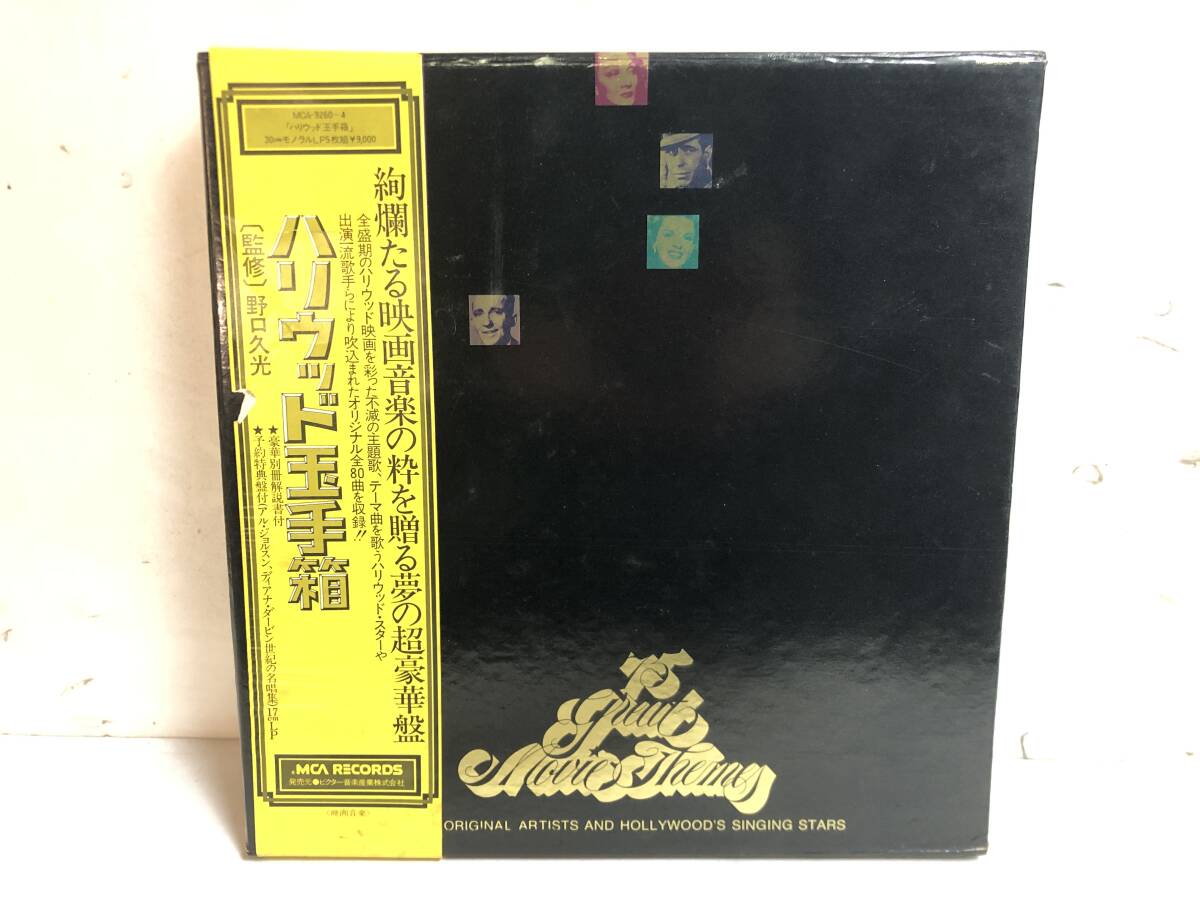 MCA-9260-4
「ハリウッド玉手箱」
30cmモノラルLP5枚組¥9,000
絢爛たる映画音楽の粋を贈る夢の超豪華盤
全盛期のハリウッド映画を彩った不滅の主題歌、テーマ曲を歌うハリウッド・スターや
出演一流歌手らにより吹込まれたオリジナル全80曲を収録!!
ハリウッド玉手箱
〔監修〕野口久光
★豪華別冊解説書付
★予約特典盤付(アル・ジョルスン、ディアナ・ダービン世紀の名唱集)17cmLP
MCA RECORDS
発売元●ビクター音楽産業株式会社
〈映画音楽〉
75
Great
Movie Themes
ORIGINAL ARTISTS AND HOLLYWOOD'S SINGING STARS